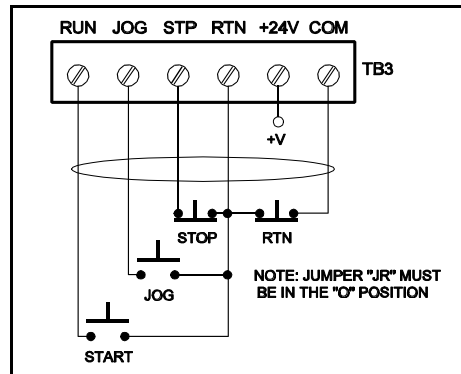 RUN JOG STP RTN +24V COM
TB3
+V
STOP RTN
JOG
NOTE: JUMPER "JR" MUST
BE IN THE "O" POSITION
START